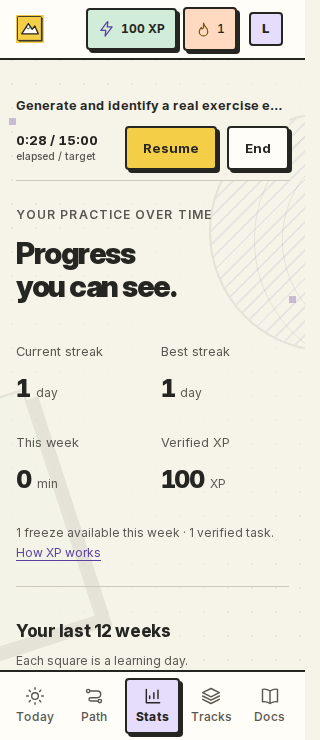 100 XP
1
L
Generate and identify a real exercise e...
0:28 / 15:00
elapsed / target
Resume
End
YOUR PRACTICE OVER TIME
Progress
you can see.
Current streak
Best streak
1 day
1 day
This week
Verified XP
0 min
100 XP
1 freeze available this week · 1 verified task.
How XP works
Your last 12 weeks
Each square is a learning day.
Today
Path
Stats
Tracks
Docs